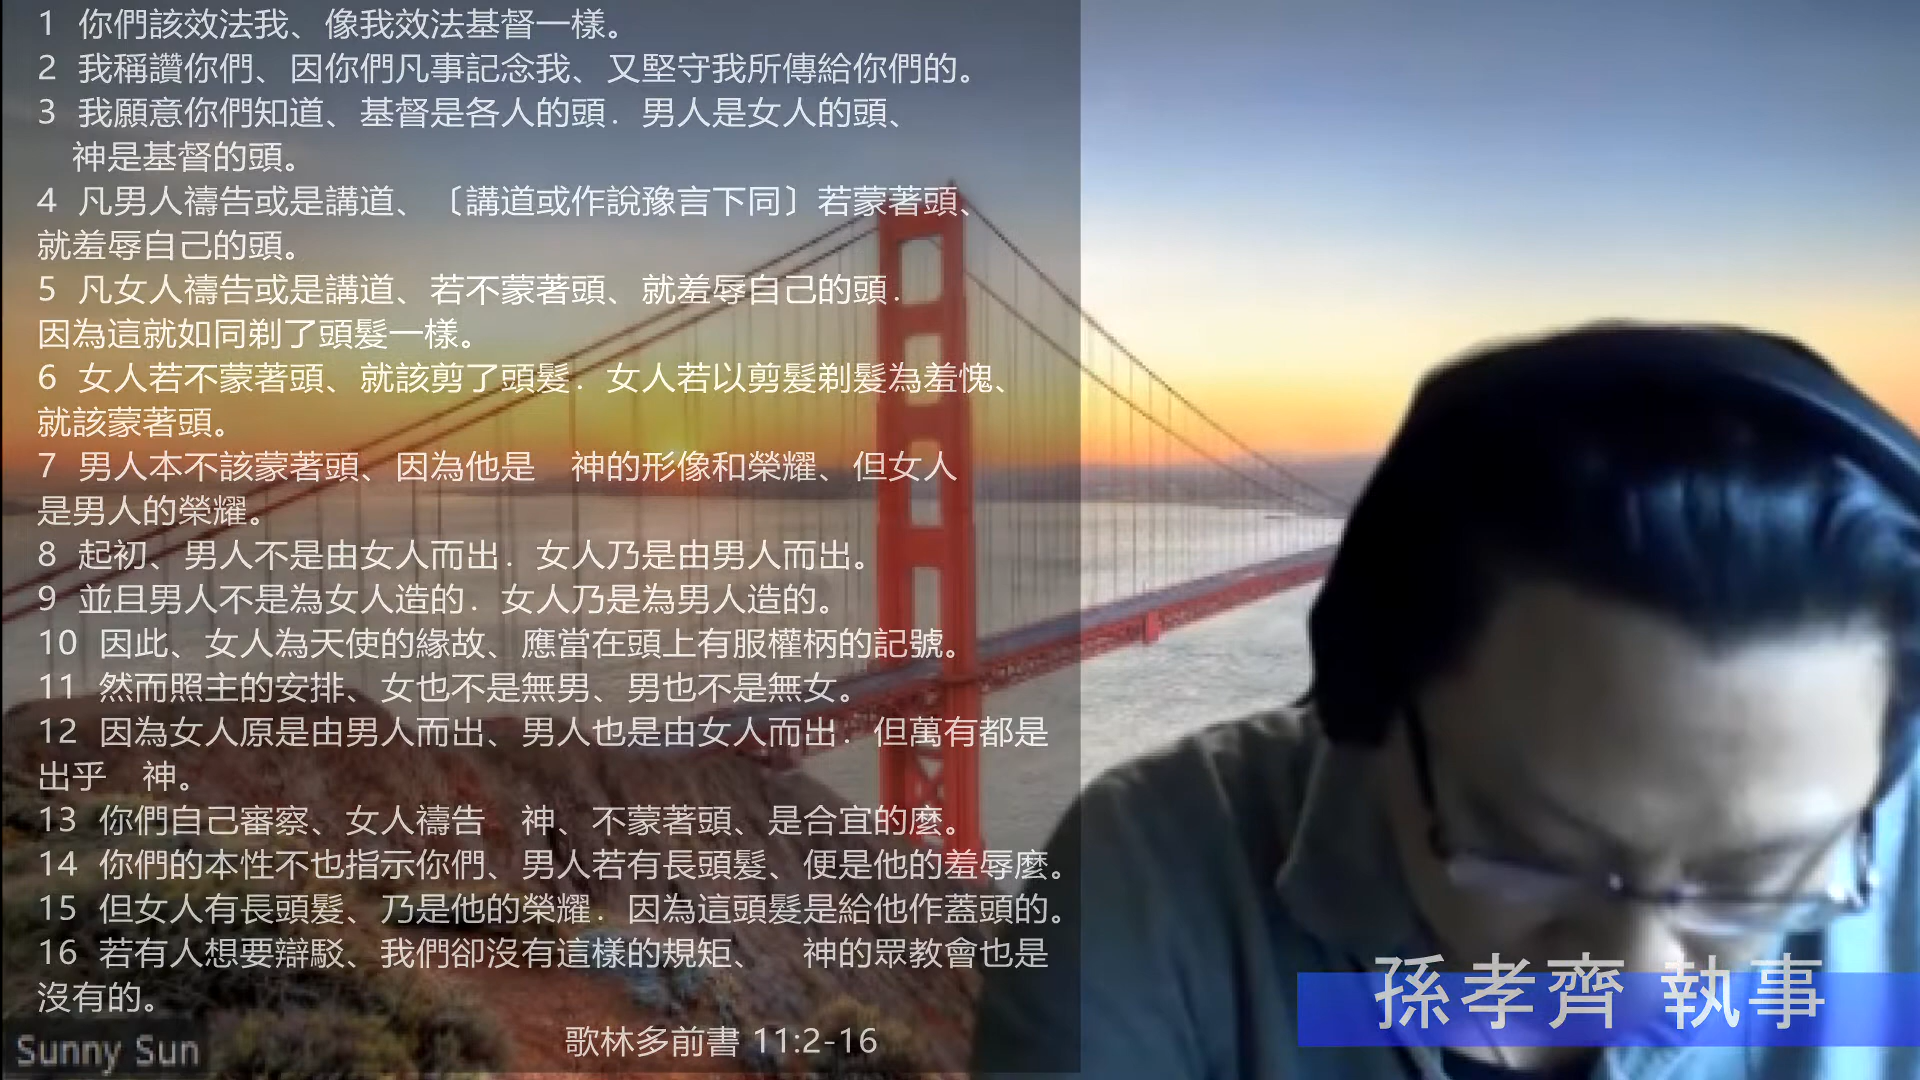 1 你們該效法我、像我效法基督一樣。
2 我稱讚你們、因你們凡事記念我、又堅守我所傳給你們的。
3 我願意你們知道、基督是各人的頭．男人是女人的頭、
神是基督的頭。
4 凡男人禱告或是講道、〔講道或作說豫言下同〕若蒙著頭、
就羞辱自己的頭。
5 凡女人禱告或是講道、若不蒙著頭、就羞辱自己的頭．
因為這就如同剃了頭髮一樣。
6 女人若不蒙著頭、就該剪了頭髮．女人若以剪髮剃髮為羞愧、
就該蒙著頭。
7 男人本不該蒙著頭、因為他是　神的形像和榮耀、但女人
是男人的榮耀。
8 起初、男人不是由女人而出．女人乃是由男人而出。
9 並且男人不是為女人造的．女人乃是為男人造的。
10 因此、女人為天使的緣故、應當在頭上有服權柄的記號。
11 然而照主的安排、女也不是無男、男也不是無女。
12 因為女人原是由男人而出、男人也是由女人而出．但萬有都是
出乎　神。
13 你們自己審察、女人禱告　神、不蒙著頭、是合宜的麼。
14 你們的本性不也指示你們、男人若有長頭髮、便是他的羞辱麼。
15 但女人有長頭髮、乃是他的榮耀．因為這頭髮是給他作蓋頭的。
16 若有人想要辯駁、我們卻沒有這樣的規矩、　神的眾教會也是
沒有的。
歌林多前書 11:2-16
Sunny Sun
孫孝齊 執事